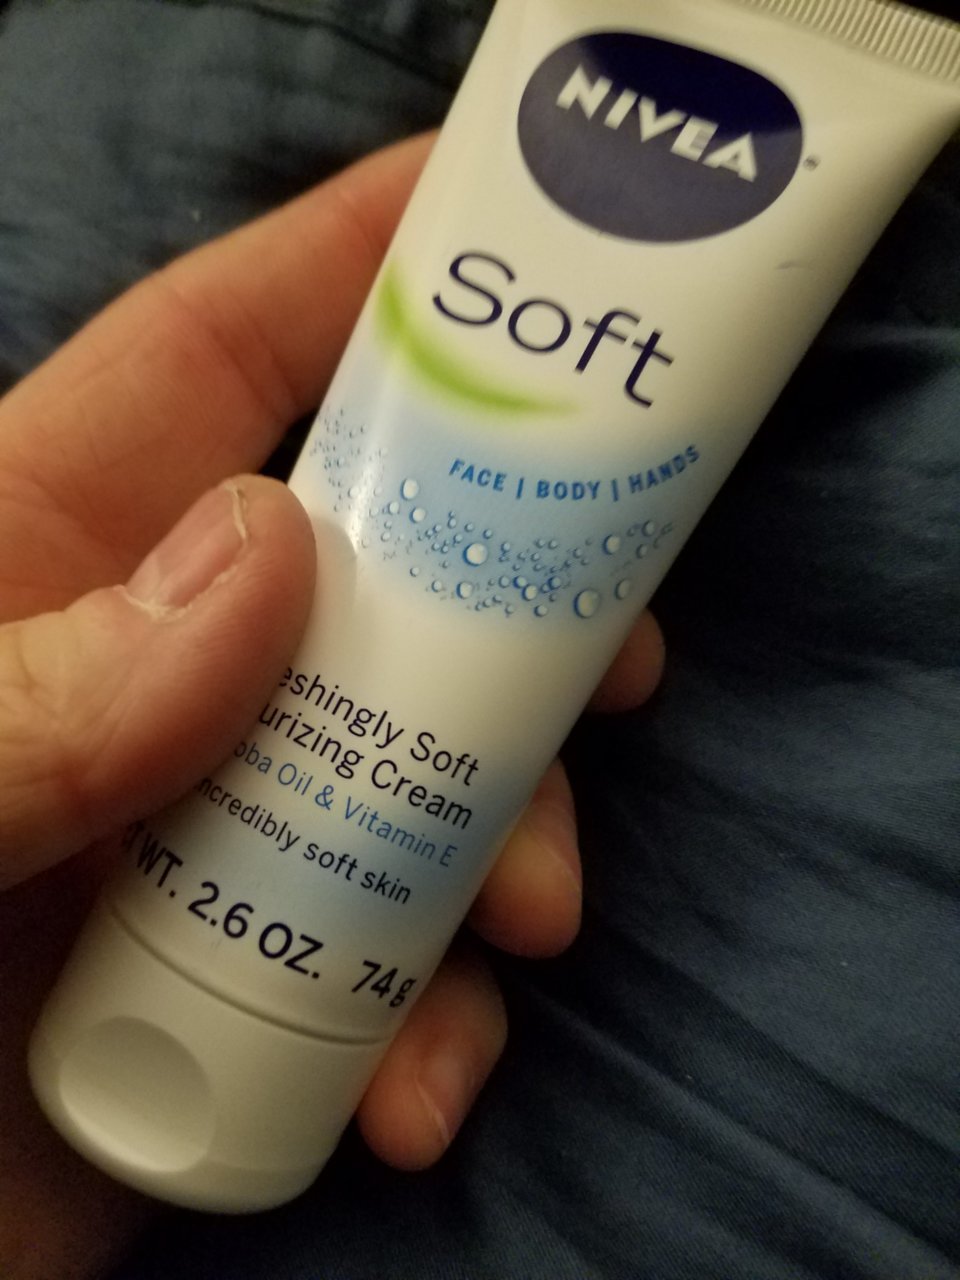 NIVEA®
Soft
FACE | BODY | HANDS
eshingly Soft
urizing Cream
oba Oil & Vitamin E
ncredibly soft skin
T WT. 2.6 OZ. 74g